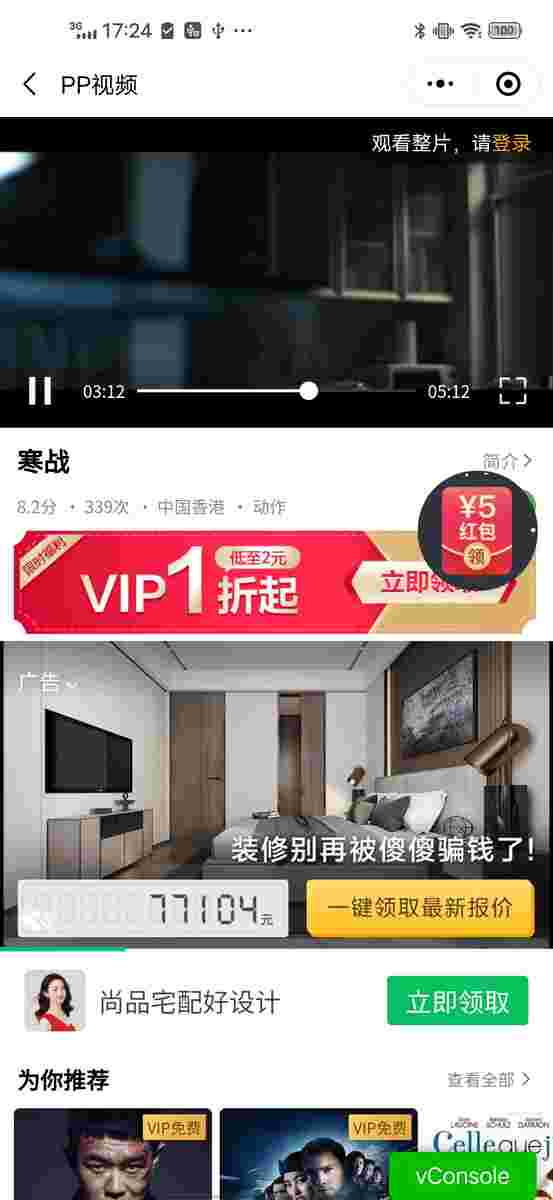 3G
17:24
100
PP视频
观看整片，请登录
03:12
05:12
寒战
简介
8.2分 · 339次 · 中国香港 · 动作
¥5
红包
领
限时福利
低至2元
VIP1折起
立即领取
广告
装修别再被傻傻骗钱了!
77104元
一键领取最新报价
尚品宅配好设计
立即领取
为你推荐
查看全部
VIP免费
VIP免费
vConsole